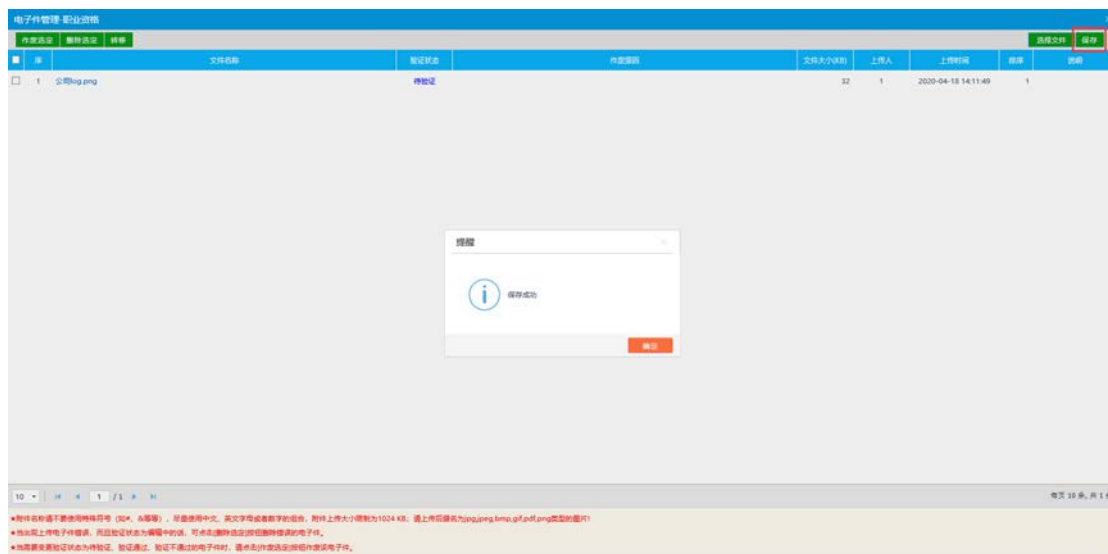 电子件管理-职业资格
作废选定 删除选定 转移 选择文件 保存
序 文件名称 验证状态 作废原因 文件大小(KB) 上传人 上传时间 排序 说明
1 公司log.png 待验证 32 1 2020-04-18 14:11:49 1
提醒
保存成功
确定
10 1 /1 每页 10 条, 共 1
★附件名称请不要使用特殊符号（如#、&等等）, 尽量使用中文、英文字母或者数字的组合, 附件上传大小限制为1024 KB; 请上传后缀名为jpg,jpeg,bmp,gif,pdf,png类型的图片!
★当出现上传电子件错误, 而且验证状态为编辑中的话, 可点击[删除选定]按钮删除错误的电子件。
★当需要变更验证状态为待验证、验证通过、验证不通过的电子件时, 请点击[作废选定]按钮作废该电子件。